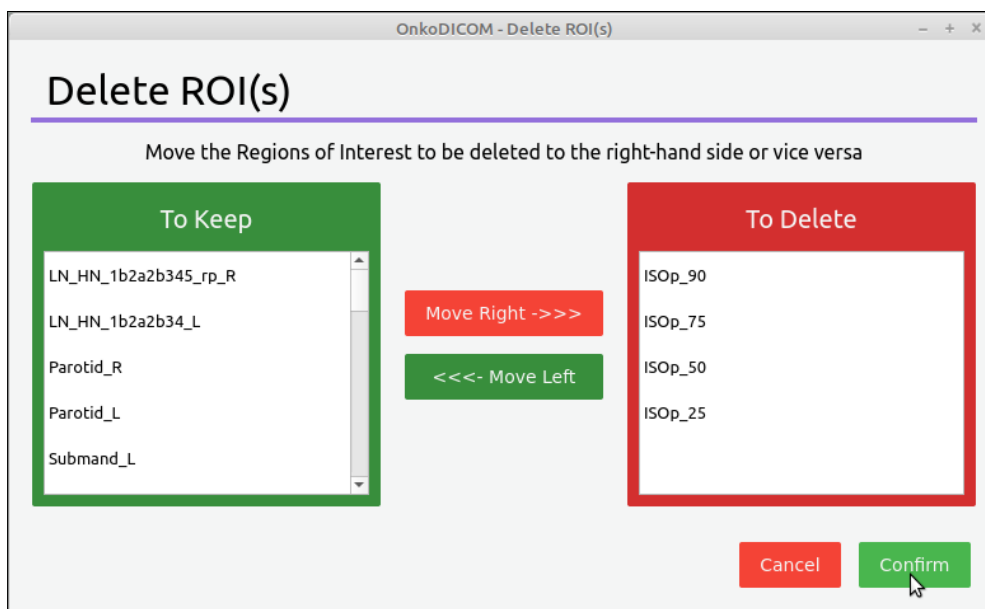 OnkoDICOM - Delete ROI(s)
Delete ROI(s)
Move the Regions of Interest to be deleted to the right-hand side or vice versa
To Keep
LN_HN_1b2a2b345_rp_R
LN_HN_1b2a2b34_L
Parotid_R
Parotid_L
Submand_L
Move Right ->>>
<<<- Move Left
To Delete
ISOp_90
ISOp_75
ISOp_50
ISOp_25
Cancel
Confirm